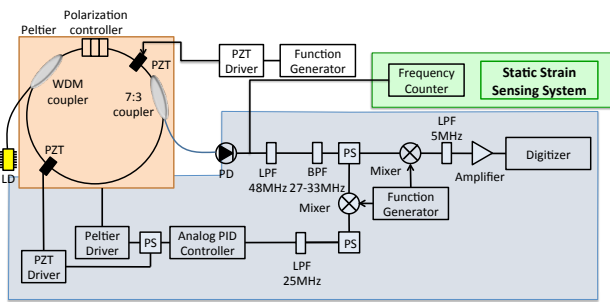 Polarization
controller
Peltier
PZT
WDM
coupler
7:3
coupler
PZT
LD
PZT
Driver
Function
Generator
Frequency
Counter
Static Strain
Sensing System
PD
LPF
48MHz
BPF
27-33MHz
PS
Mixer
LPF
5MHz
Amplifier
Digitizer
Mixer
Function
Generator
PZT
Driver
Peltier
Driver
PS
Analog PID
Controller
LPF
25MHz
PS